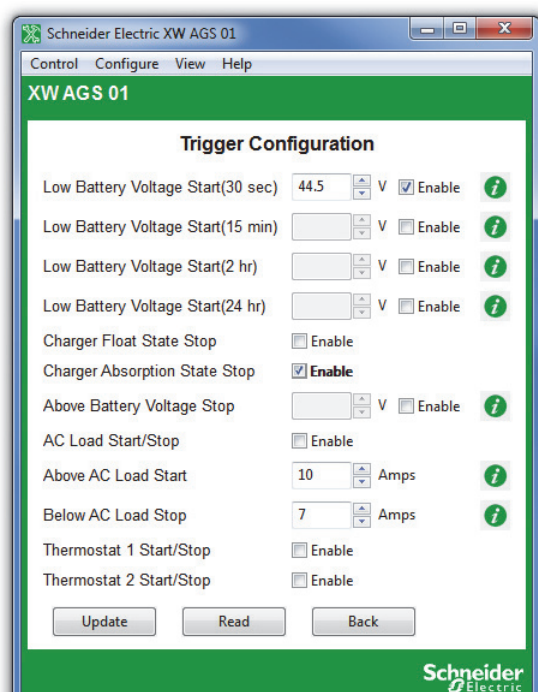 Schneider Electric XW AGS 01
Control Configure View Help
XW AGS 01
Trigger Configuration
Low Battery Voltage Start(30 sec) 44.5 V Enable
Low Battery Voltage Start(15 min) V Enable
Low Battery Voltage Start(2 hr) V Enable
Low Battery Voltage Start(24 hr) V Enable
Charger Float State Stop Enable
Charger Absorption State Stop Enable
Above Battery Voltage Stop V Enable
AC Load Start/Stop Enable
Above AC Load Start 10 Amps
Below AC Load Stop 7 Amps
Thermostat 1 Start/Stop Enable
Thermostat 2 Start/Stop Enable
Update Read Back
Schneider
Electric